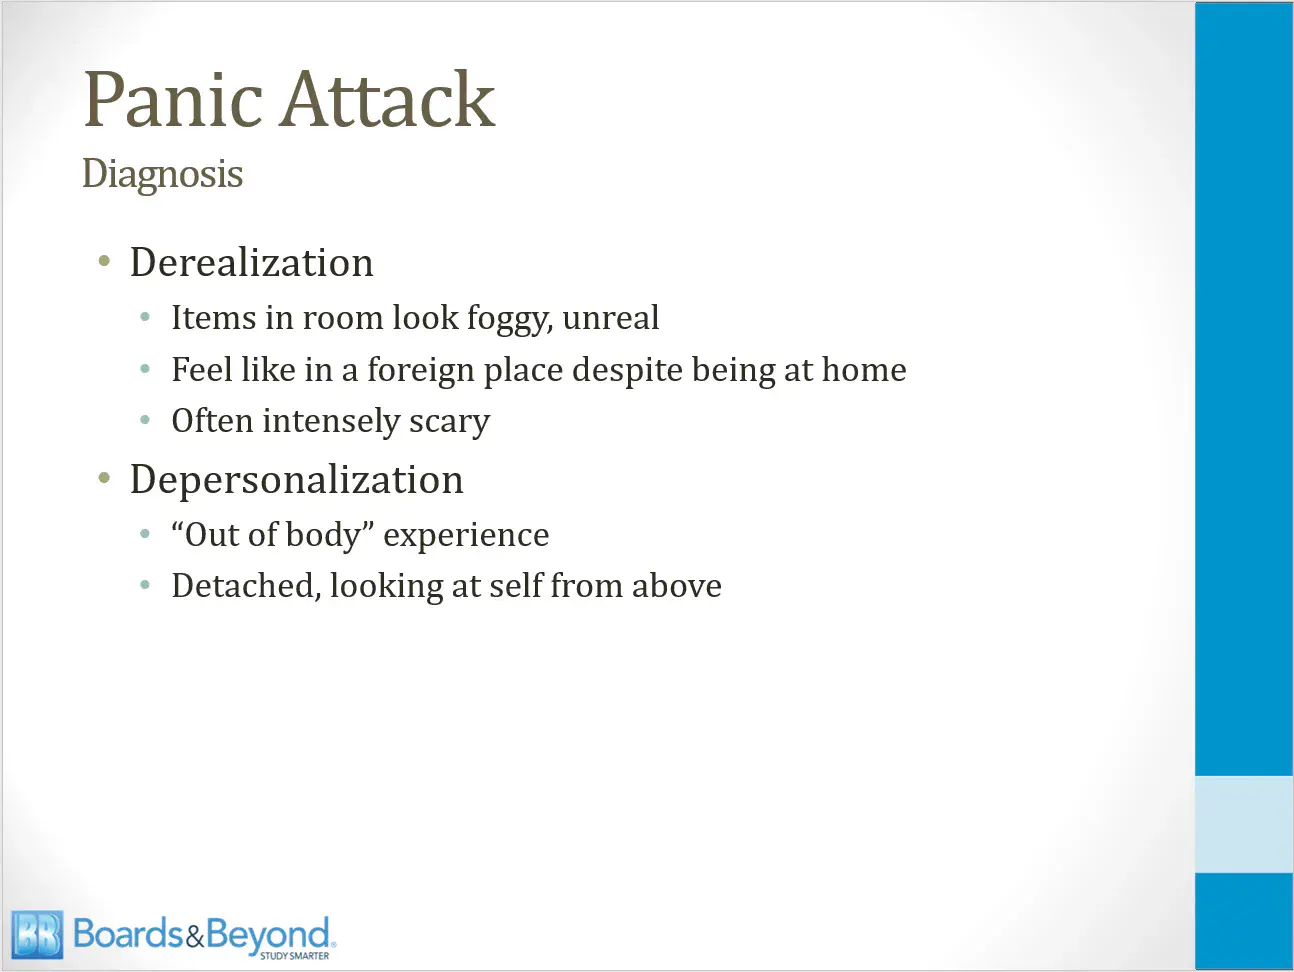 Panic Attack
Diagnosis
• Derealization
• Items in room look foggy, unreal
• Feel like in a foreign place despite being at home
• Often intensely scary
• Depersonalization
• “Out of body” experience
• Detached, looking at self from above
BB Boards&Beyond®
STUDY SMARTER